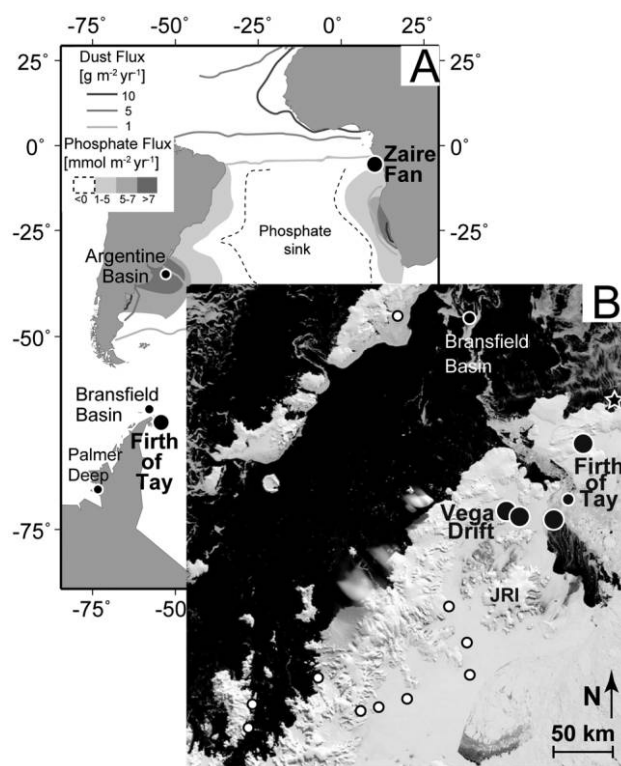 -75° -50° -25° 0° 25°
A
Dust Flux
[g m⁻² yr⁻¹]
10
5
1
Phosphate Flux
[mmol m⁻² yr⁻¹]
<0 1-5 5-7 >7
25° 25°
0° 0°
-25° -25°
-50°
-75°
-75° -50°
Zaire
Fan
Phosphate
sink
Argentine
Basin
Bransfield
Basin
Firth
of
Tay
Palmer
Deep
B
Bransfield
Basin
Firth
of
Tay
Vega
Drift
JRI
N
50 km